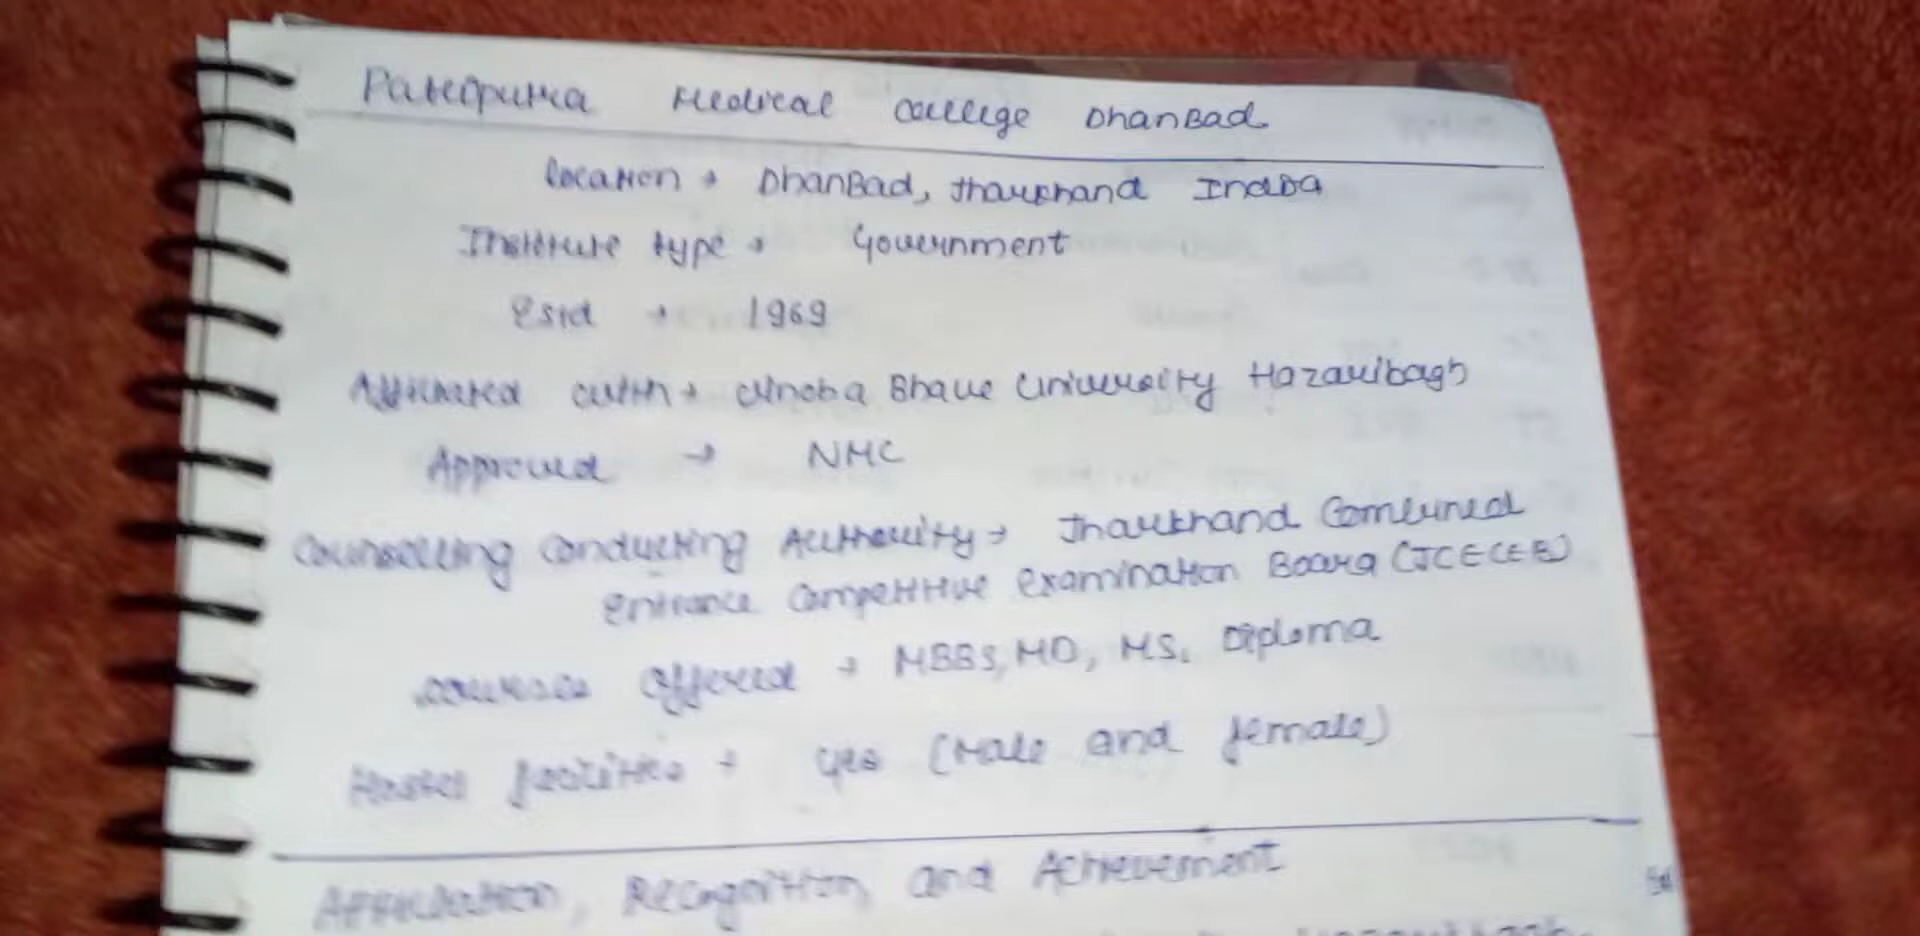 Patliputra Medical College DhanBad
Location → DhanBad, Jharkhand India
Institute type → Government
Estd → 1969
Affiliated with → Vinoba Bhave University Hazaribagh
Approved → NMC
Counselling Conducting Authority → Jharkhand Combined
Entrance Competitive Examination Board (JCECEB)
Courses Offered → MBBS, MD, MS, Diploma
Hostel facilities → Yes (Male and female)
Affiliation, Recognition and Achievement